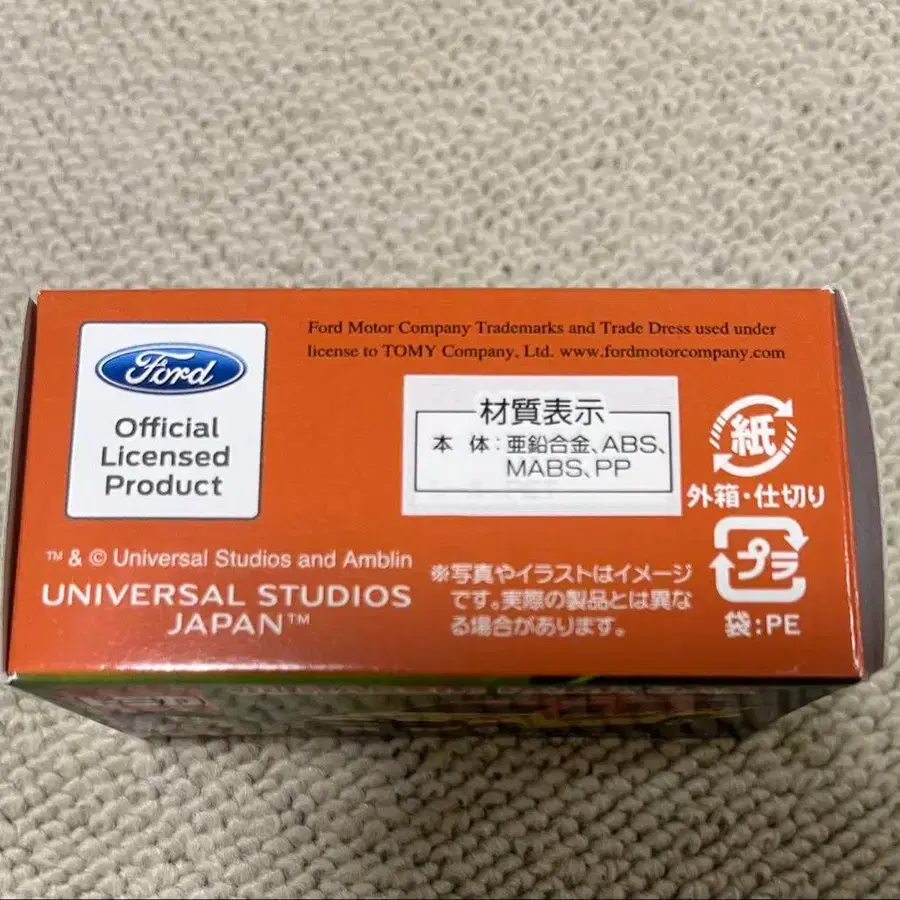 Ford
Official
Licensed
Product
Ford Motor Company Trademarks and Trade Dress used under
license to TOMY Company, Ltd. www.fordmotorcompany.com
材質表示
本 体:亜鉛合金、ABS、
MABS、PP
紙
外箱・仕切り
プラ
袋:PE
™ & © Universal Studios and Amblin
UNIVERSAL STUDIOS
JAPAN™
※写真やイラストはイメージ
です。実際の製品とは異な
る場合があります。